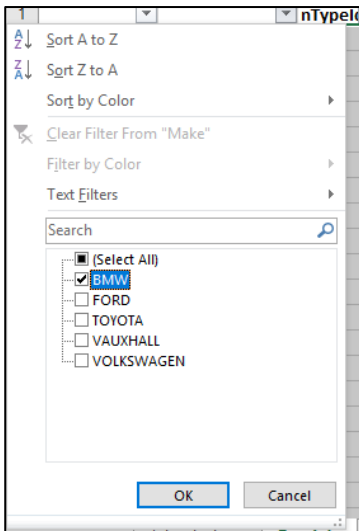 1 nTypeId
Sort A to Z
Sort Z to A
Sort by Color
Clear Filter From "Make"
Filter by Color
Text Filters
Search
(Select All)
BMW
FORD
TOYOTA
VAUXHALL
VOLKSWAGEN
OK Cancel